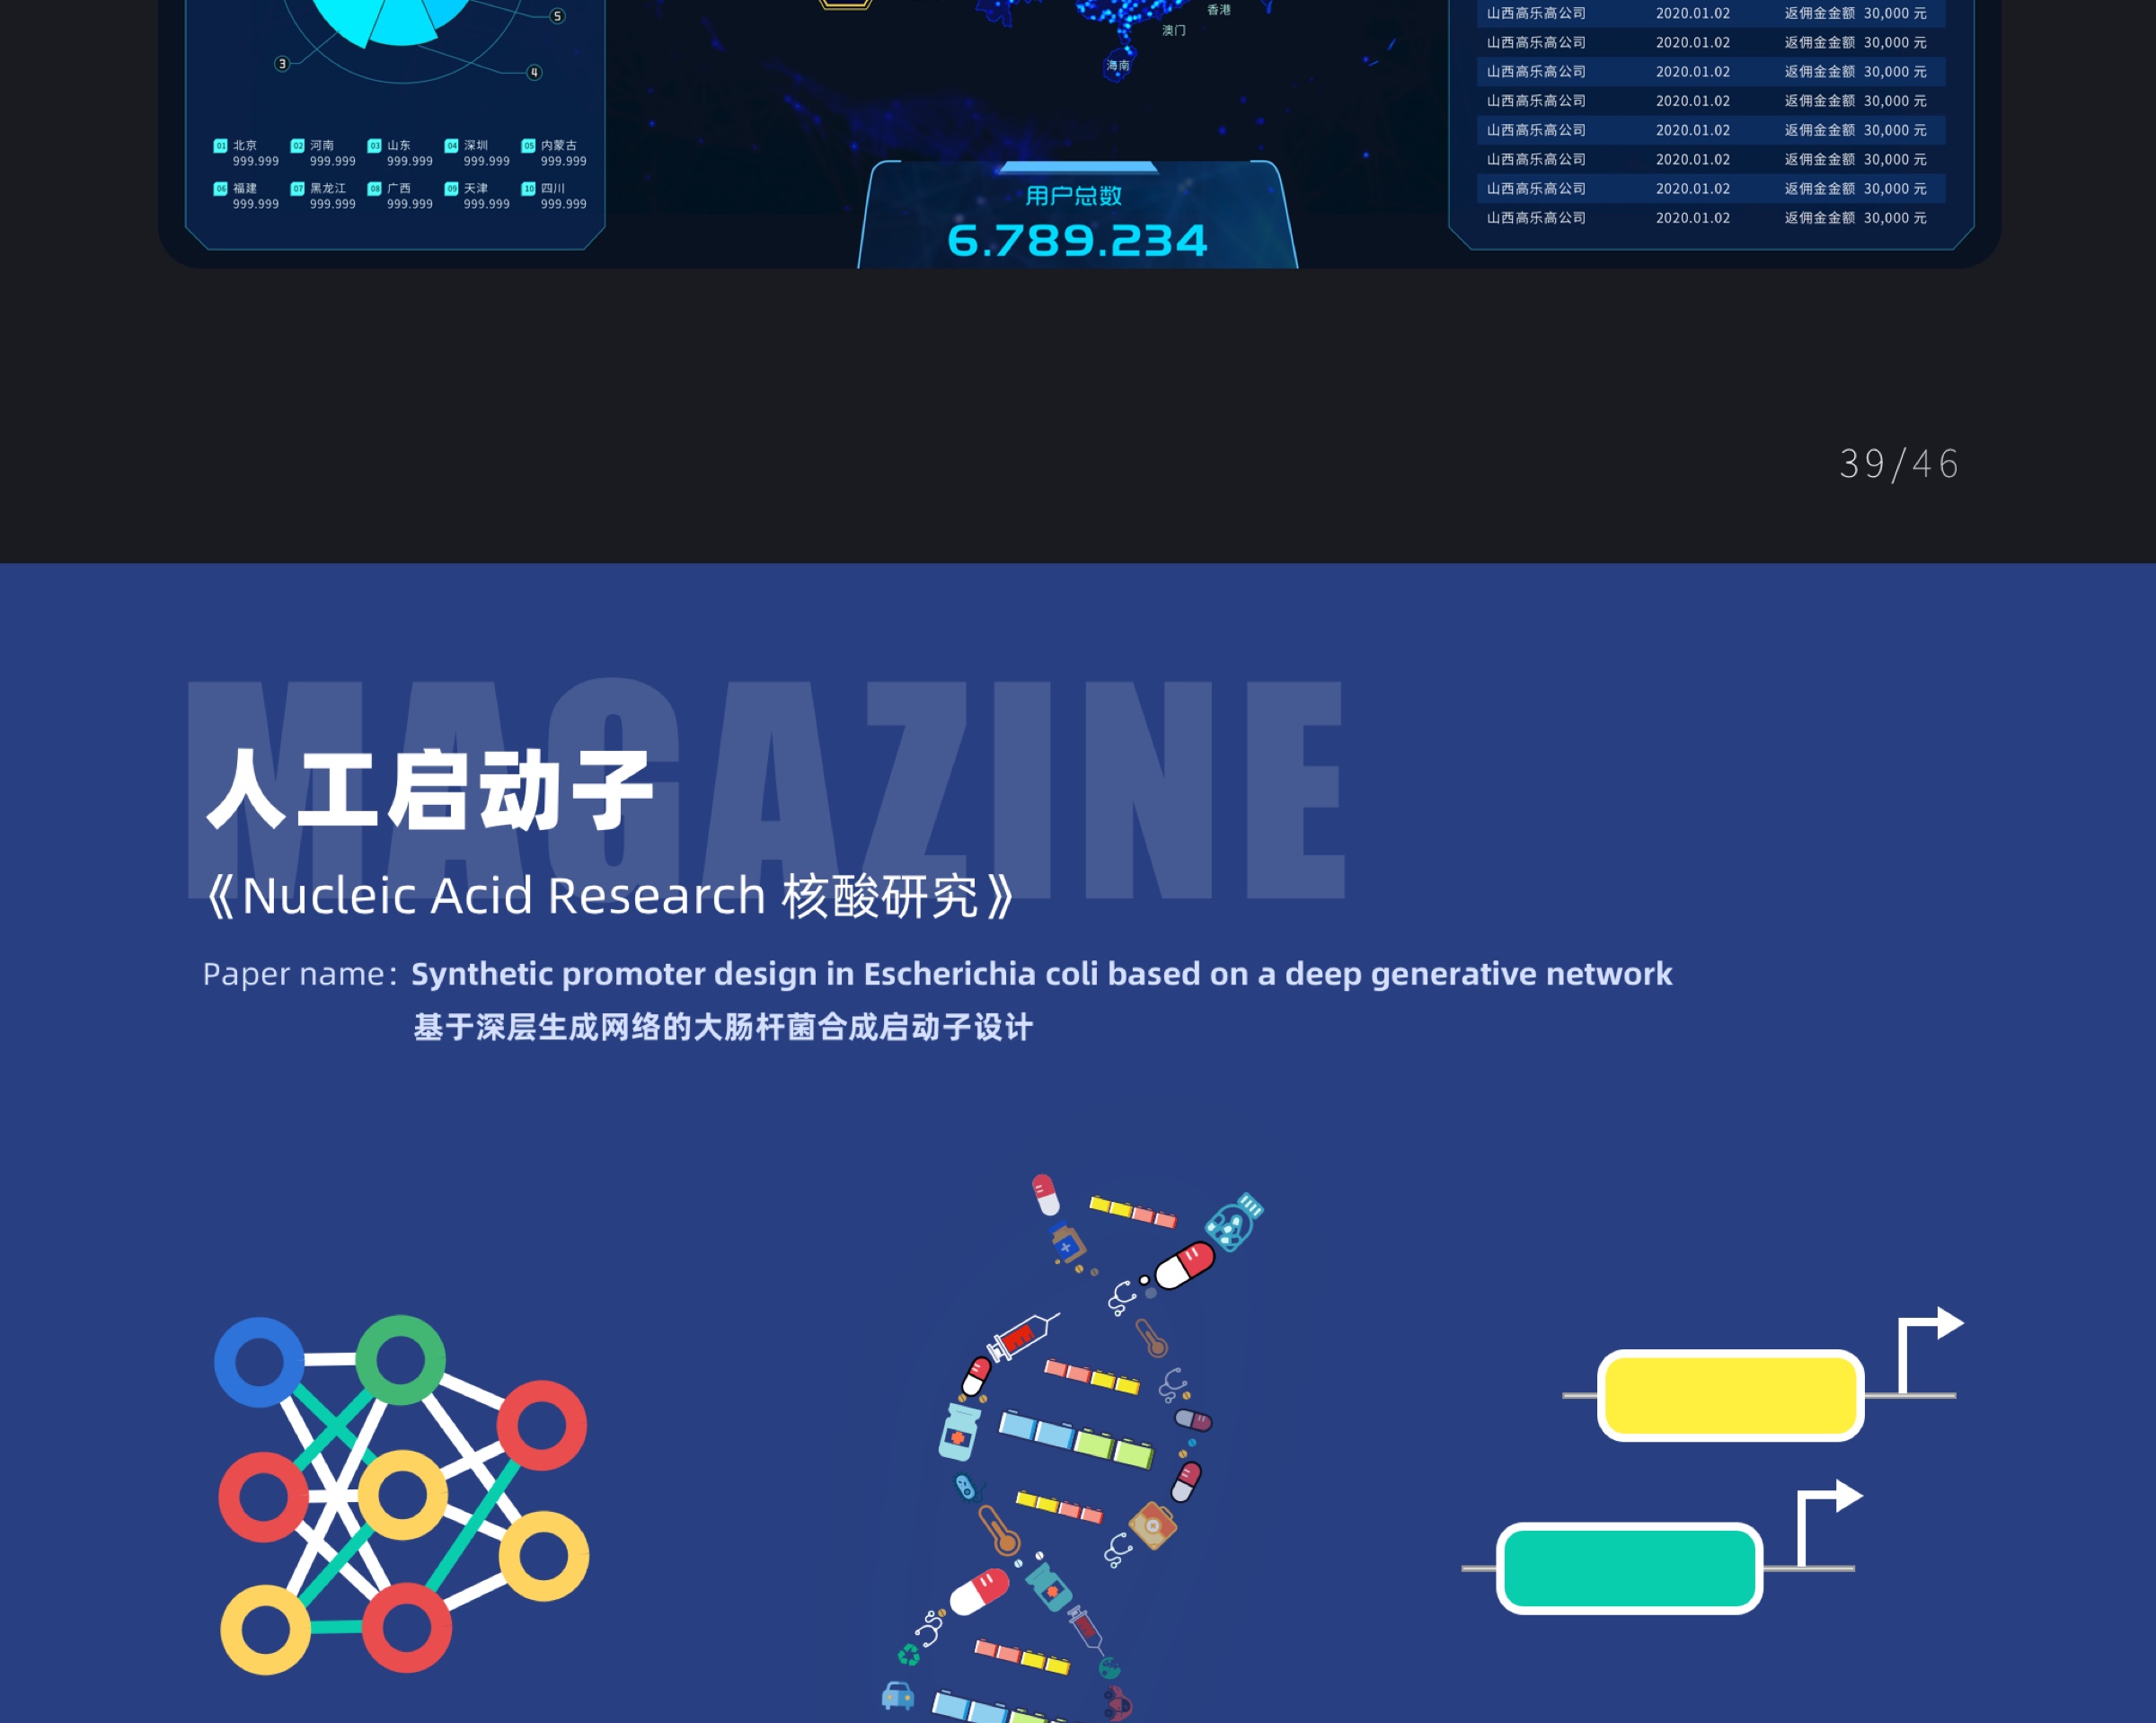 香港
澳门
海南
5
3
4
01 北京 02 河南 03 山东 04 深圳 05 内蒙古
999.999 999.999 999.999 999.999 999.999
06 福建 07 黑龙江 08 广西 09 天津 10 四川
999.999 999.999 999.999 999.999 999.999
用户总数
6.789.234
山西高乐高公司 2020.01.02 返佣金金额 30,000 元
山西高乐高公司 2020.01.02 返佣金金额 30,000 元
山西高乐高公司 2020.01.02 返佣金金额 30,000 元
山西高乐高公司 2020.01.02 返佣金金额 30,000 元
山西高乐高公司 2020.01.02 返佣金金额 30,000 元
山西高乐高公司 2020.01.02 返佣金金额 30,000 元
山西高乐高公司 2020.01.02 返佣金金额 30,000 元
山西高乐高公司 2020.01.02 返佣金金额 30,000 元
39/46
MAGAZINE
人工启动子
《Nucleic Acid Research 核酸研究》
Paper name：Synthetic promoter design in Escherichia coli based on a deep generative network
基于深层生成网络的大肠杆菌合成启动子设计